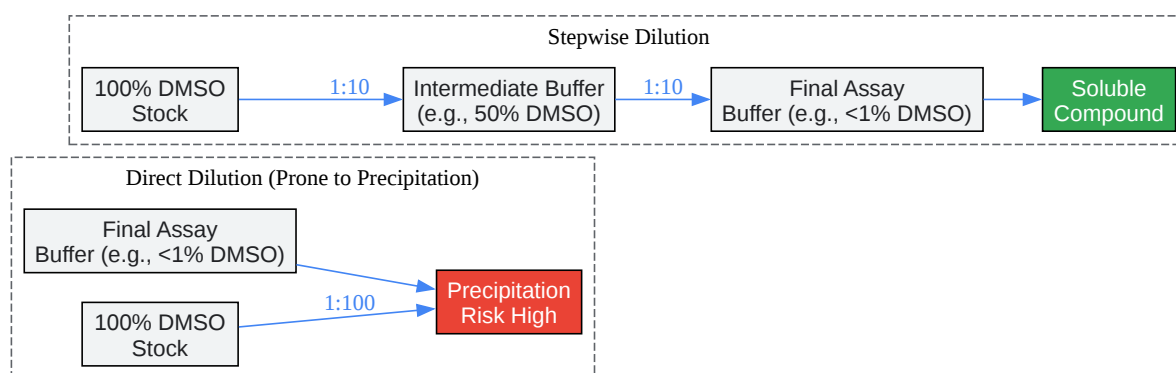 Stepwise Dilution
100% DMSO
Stock
1:10
Intermediate Buffer
(e.g., 50% DMSO)
1:10
Final Assay
Buffer (e.g., <1% DMSO)
Soluble
Compound
Direct Dilution (Prone to Precipitation)
Final Assay
Buffer (e.g., <1% DMSO)
100% DMSO
Stock
1:100
Precipitation
Risk High